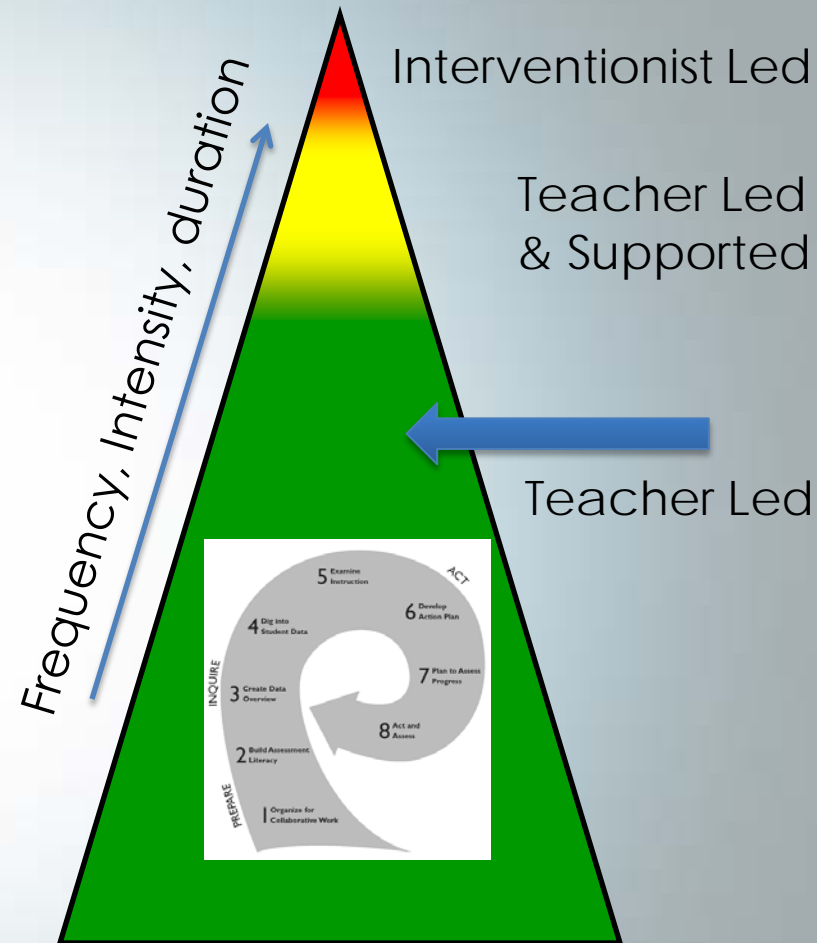 Interventionist Led
Teacher Led
& Supported
Frequency, Intensity, duration
Teacher Led
PREPARE
1 Organize for
Collaborative Work
2 Build Assessment
Literacy
INQUIRE
3 Create Data
Overview
4 Dig into
Student Data
5 Examine
Instruction
ACT
6 Develop
Action Plan
7 Plan to Assess
Progress
8 Act and
Assess